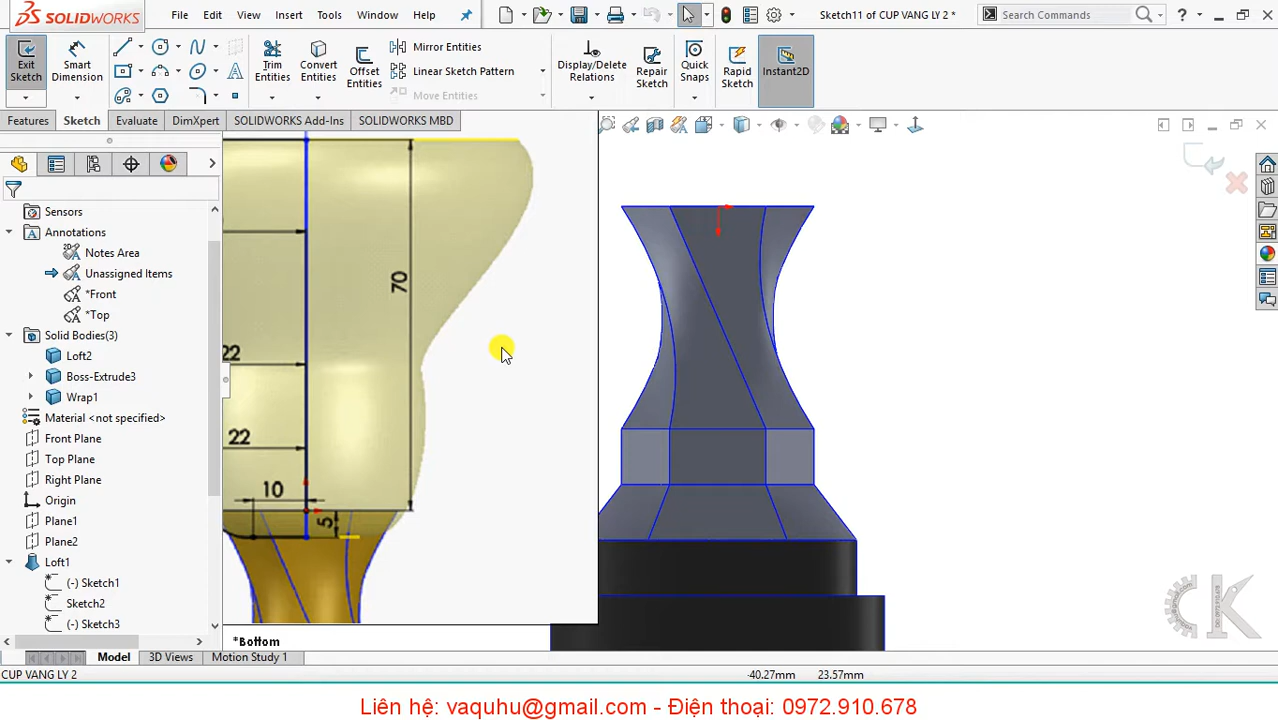 SOLIDWORKS
File Edit View Insert Tools Window Help
Sketch11 of CUP VANG LY 2 *
Search Commands
Exit Sketch
Smart Dimension
Trim Entities
Convert Entities
Offset Entities
Mirror Entities
Linear Sketch Pattern
Move Entities
Display/Delete Relations
Repair Sketch
Quick Snaps
Rapid Sketch
Instant2D
Features Sketch Evaluate DimXpert SOLIDWORKS Add-Ins SOLIDWORKS MBD
Sensors
Annotations
Notes Area
Unassigned Items
*Front
*Top
Solid Bodies(3)
Loft2
Boss-Extrude3
Wrap1
Material <not specified>
Front Plane
Top Plane
Right Plane
Origin
Plane1
Plane2
Loft1
(-) Sketch1
Sketch2
(-) Sketch3
70
22
22
10
5
*Bottom
Model 3D Views Motion Study 1
CUP VANG LY 2
-40.27mm 23.57mm
Liên hệ: vaquhu@gmail.com - Điện thoại: 0972.910.678